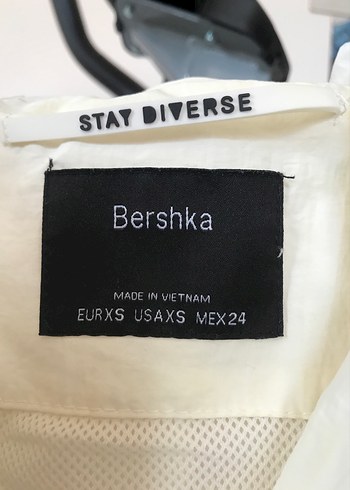 STAY DIVERSE
Bershka
MADE IN VIETNAM
EURXS USAXS MEX24